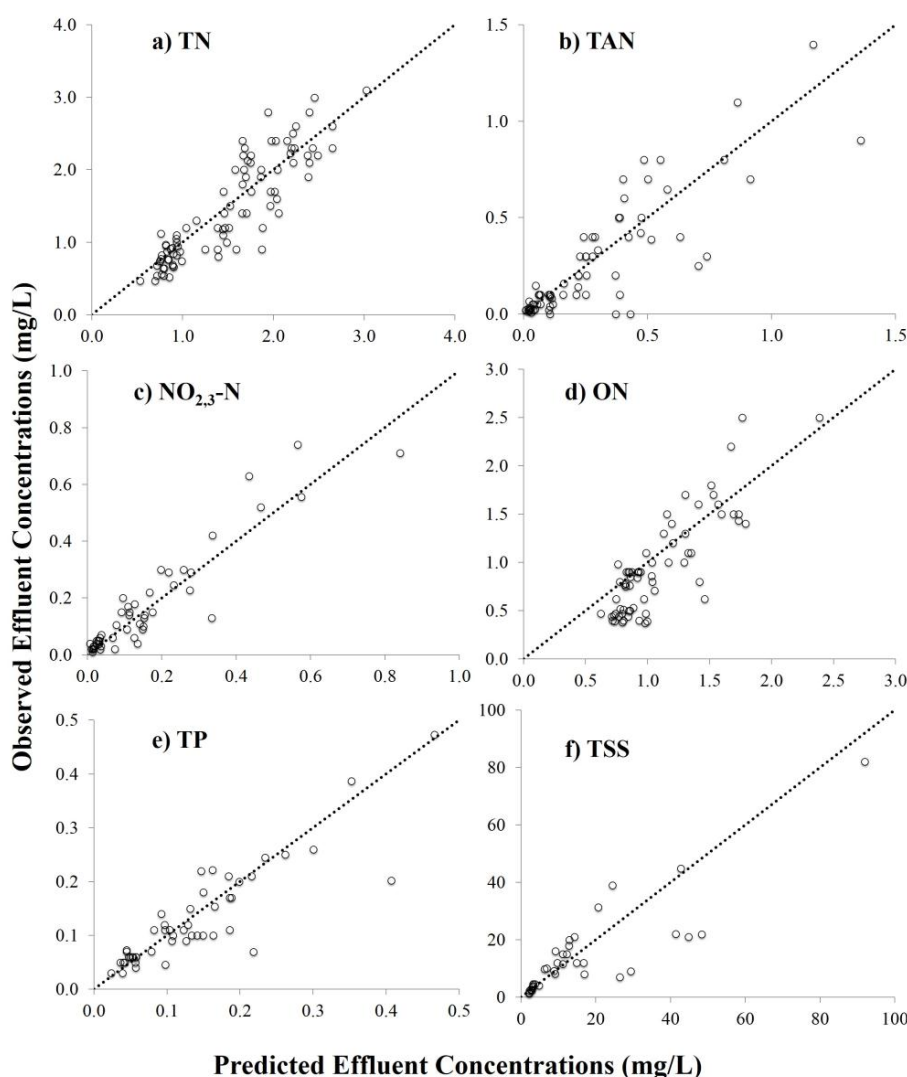 a) TN
4.0
3.0
2.0
1.0
0.0
0.0 1.0 2.0 3.0 4.0
b) TAN
1.5
1.0
0.5
0.0
0.0 0.5 1.0 1.5
c) NO2,3-N
1.0
0.8
0.6
0.4
0.2
0.0
0.0 0.2 0.4 0.6 0.8 1.0
d) ON
3.0
2.5
2.0
1.5
1.0
0.5
0.0
0.0 0.5 1.0 1.5 2.0 2.5 3.0
e) TP
0.5
0.4
0.3
0.2
0.1
0.0
0.0 0.1 0.2 0.3 0.4 0.5
f) TSS
100
80
60
40
20
0
0 20 40 60 80 100
Observed Effluent Concentrations (mg/L)
Predicted Effluent Concentrations (mg/L)